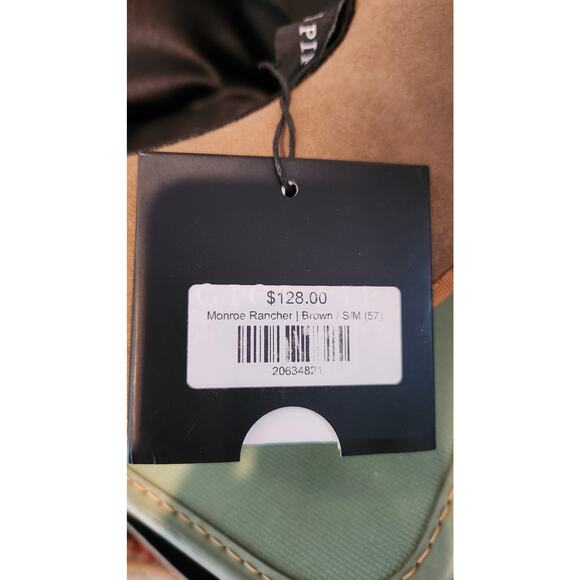 $128.00
Monroe Rancher | Brown / S/M (57)
20634821